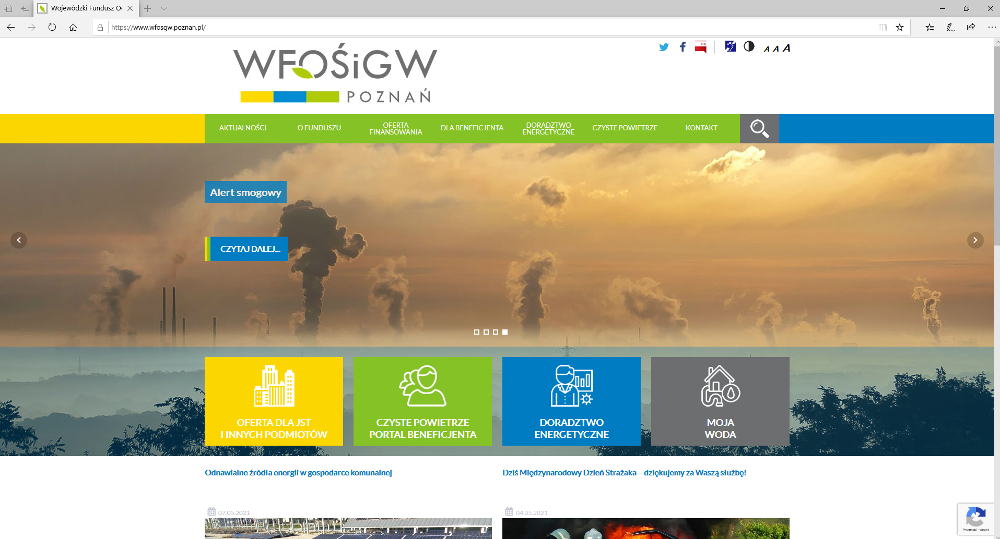 Wojewódzki Fundusz O
https://www.wfosgw.poznan.pl/
bip
A A A
WFOŚiGW
POZNAŃ
AKTUALNOŚCI
O FUNDUSZU
OFERTA
FINANSOWANIA
DLA BENEFICJENTA
DORADZTWO
ENERGETYCZNE
CZYSTE POWIETRZE
KONTAKT
Alert smogowy
CZYTAJ DALEJ...
OFERTA DLA JST
I INNYCH PODMIOTÓW
CZYSTE POWIETRZE
PORTAL BENEFICJENTA
DORADZTWO
ENERGETYCZNE
MOJA
WODA
Odnawialne źródła energii w gospodarce komunalnej
07.05.2021
Dziś Międzynarodowy Dzień Strażaka – dziękujemy za Waszą służbę!
04.05.2021
Prywatność - Warunki